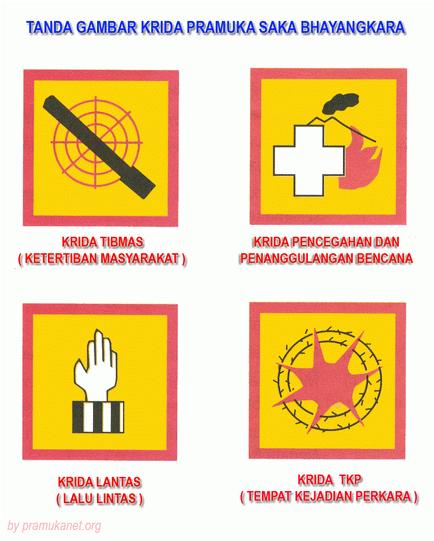 TANDA GAMBAR KRIDA PRAMUKA SAKA BHAYANGKARA
KRIDA TIBMAS
( KETERTIBAN MASYARAKAT )
KRIDA PENCEGAHAN DAN
PENANGGULANGAN BENCANA
KRIDA LANTAS
( LALU LINTAS )
KRIDA TKP
( TEMPAT KEJADIAN PERKARA )
by pramukanet.org